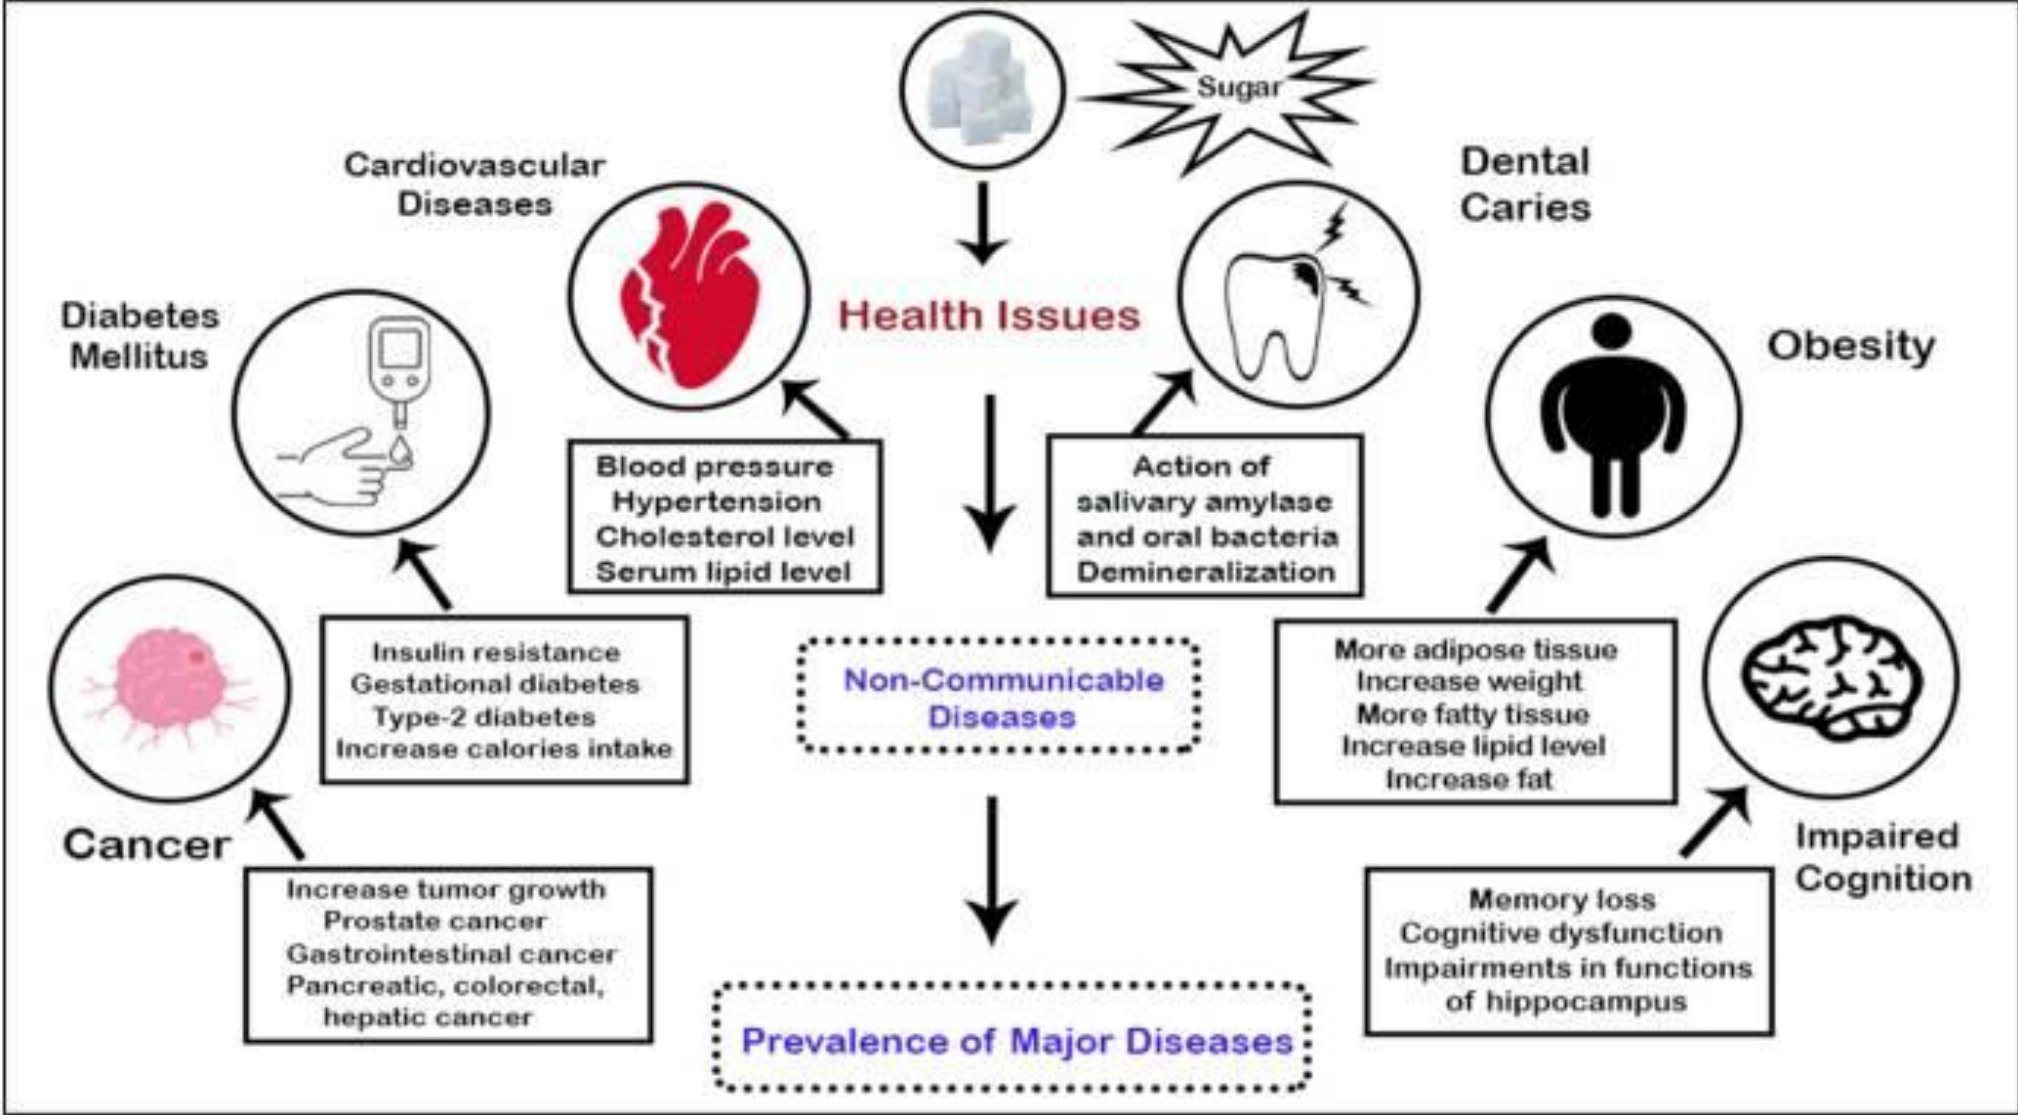 Sugar
Cardiovascular
Diseases
Dental
Caries
Health Issues
Diabetes
Mellitus
Obesity
Blood pressure
Hypertension
Cholesterol level
Serum lipid level
Action of
salivary amylase
and oral bacteria
Demineralization
Insulin resistance
Gestational diabetes
Type-2 diabetes
Increase calories intake
Non-Communicable
Diseases
More adipose tissue
Increase weight
More fatty tissue
Increase lipid level
Increase fat
Cancer
Impaired
Cognition
Increase tumor growth
Prostate cancer
Gastrointestinal cancer
Pancreatic, colorectal,
hepatic cancer
Memory loss
Cognitive dysfunction
Impairments in functions
of hippocampus
Prevalence of Major Diseases